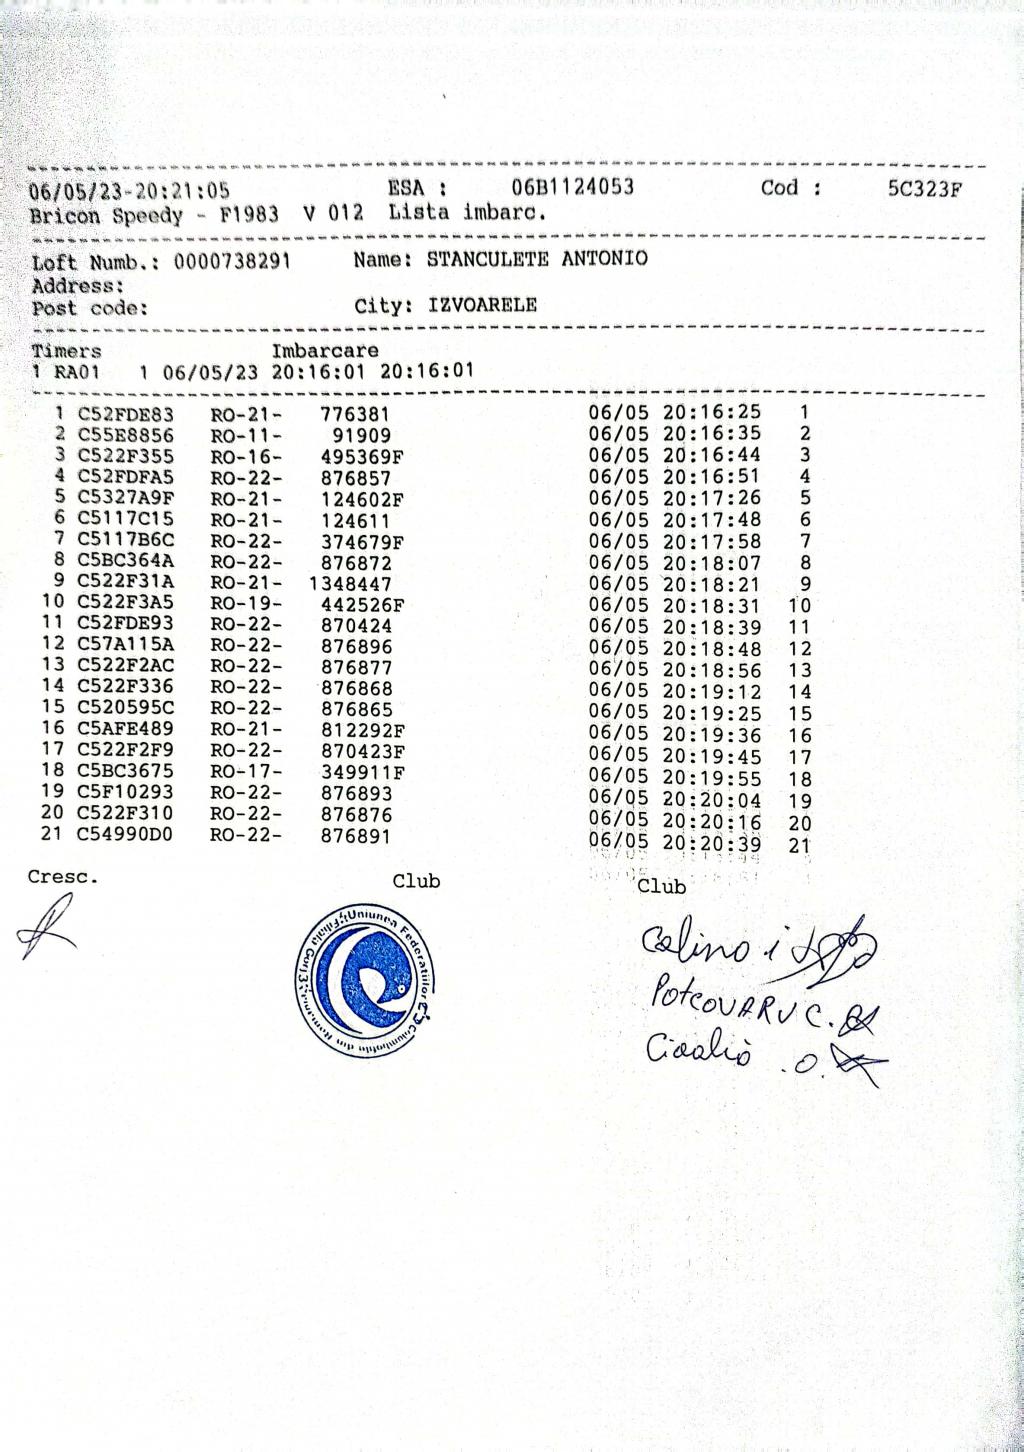 06/05/23-20:21:05 ESA : 06B1124053 Cod : 5C323F
Bricon Speedy - F1983 V 012 Lista imbarc.
Loft Numb.: 0000738291 Name: STANCULETE ANTONIO
Address:
Post code: City: IZVOARELE
Timers Imbarcare
1 RA01 1 06/05/23 20:16:01 20:16:01
1 C52FDE83 RO-21- 776381 06/05 20:16:25 1
2 C55E8856 RO-11- 91909 06/05 20:16:35 2
3 C522F355 RO-16- 495369F 06/05 20:16:44 3
4 C52FDFA5 RO-22- 876857 06/05 20:16:51 4
5 C5327A9F RO-21- 124602F 06/05 20:17:26 5
6 C5117C15 RO-21- 124611 06/05 20:17:48 6
7 C5117B6C RO-22- 374679F 06/05 20:17:58 7
8 C5BC364A RO-22- 876872 06/05 20:18:07 8
9 C522F31A RO-21- 1348447 06/05 20:18:21 9
10 C522F3A5 RO-19- 442526F 06/05 20:18:31 10
11 C52FDE93 RO-22- 870424 06/05 20:18:39 11
12 C57A115A RO-22- 876896 06/05 20:18:48 12
13 C522F2AC RO-22- 876877 06/05 20:18:56 13
14 C522F336 RO-22- 876868 06/05 20:19:12 14
15 C520595C RO-22- 876865 06/05 20:19:25 15
16 C5AFE489 RO-21- 812292F 06/05 20:19:36 16
17 C522F2F9 RO-22- 870423F 06/05 20:19:45 17
18 C5BC3675 RO-17- 349911F 06/05 20:19:55 18
19 C5F10293 RO-22- 876893 06/05 20:20:04 19
20 C522F310 RO-22- 876876 06/05 20:20:16 20
21 C54990D0 RO-22- 876891 06/05 20:20:39 21
Cresc. Club Club
Uniunea Federatiilor Columbofile din Romania
Filiala Gorj
POTCOVARU C.